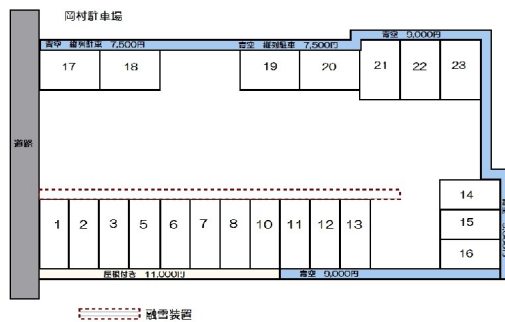 岡村駐車場
青空 縦列駐車 7,500円
青空 縦列駐車 7,500円
青空 9,000円
17
18
19
20
21
22
23
道路
14
15
16
1
2
3
5
6
7
8
10
11
12
13
屋根付き 11,000円
青空 9,000円
融雪装置